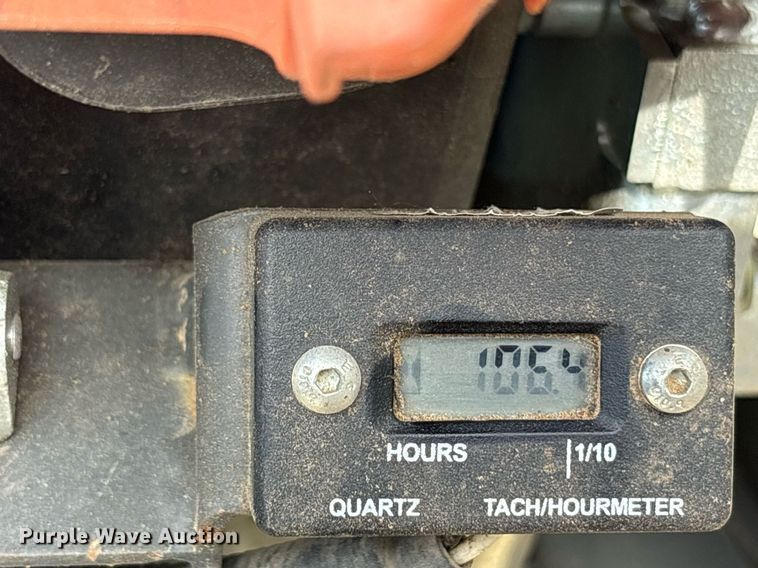 106.4
HOURS 1/10
QUARTZ TACH/HOURMETER
Purple Wave Auction